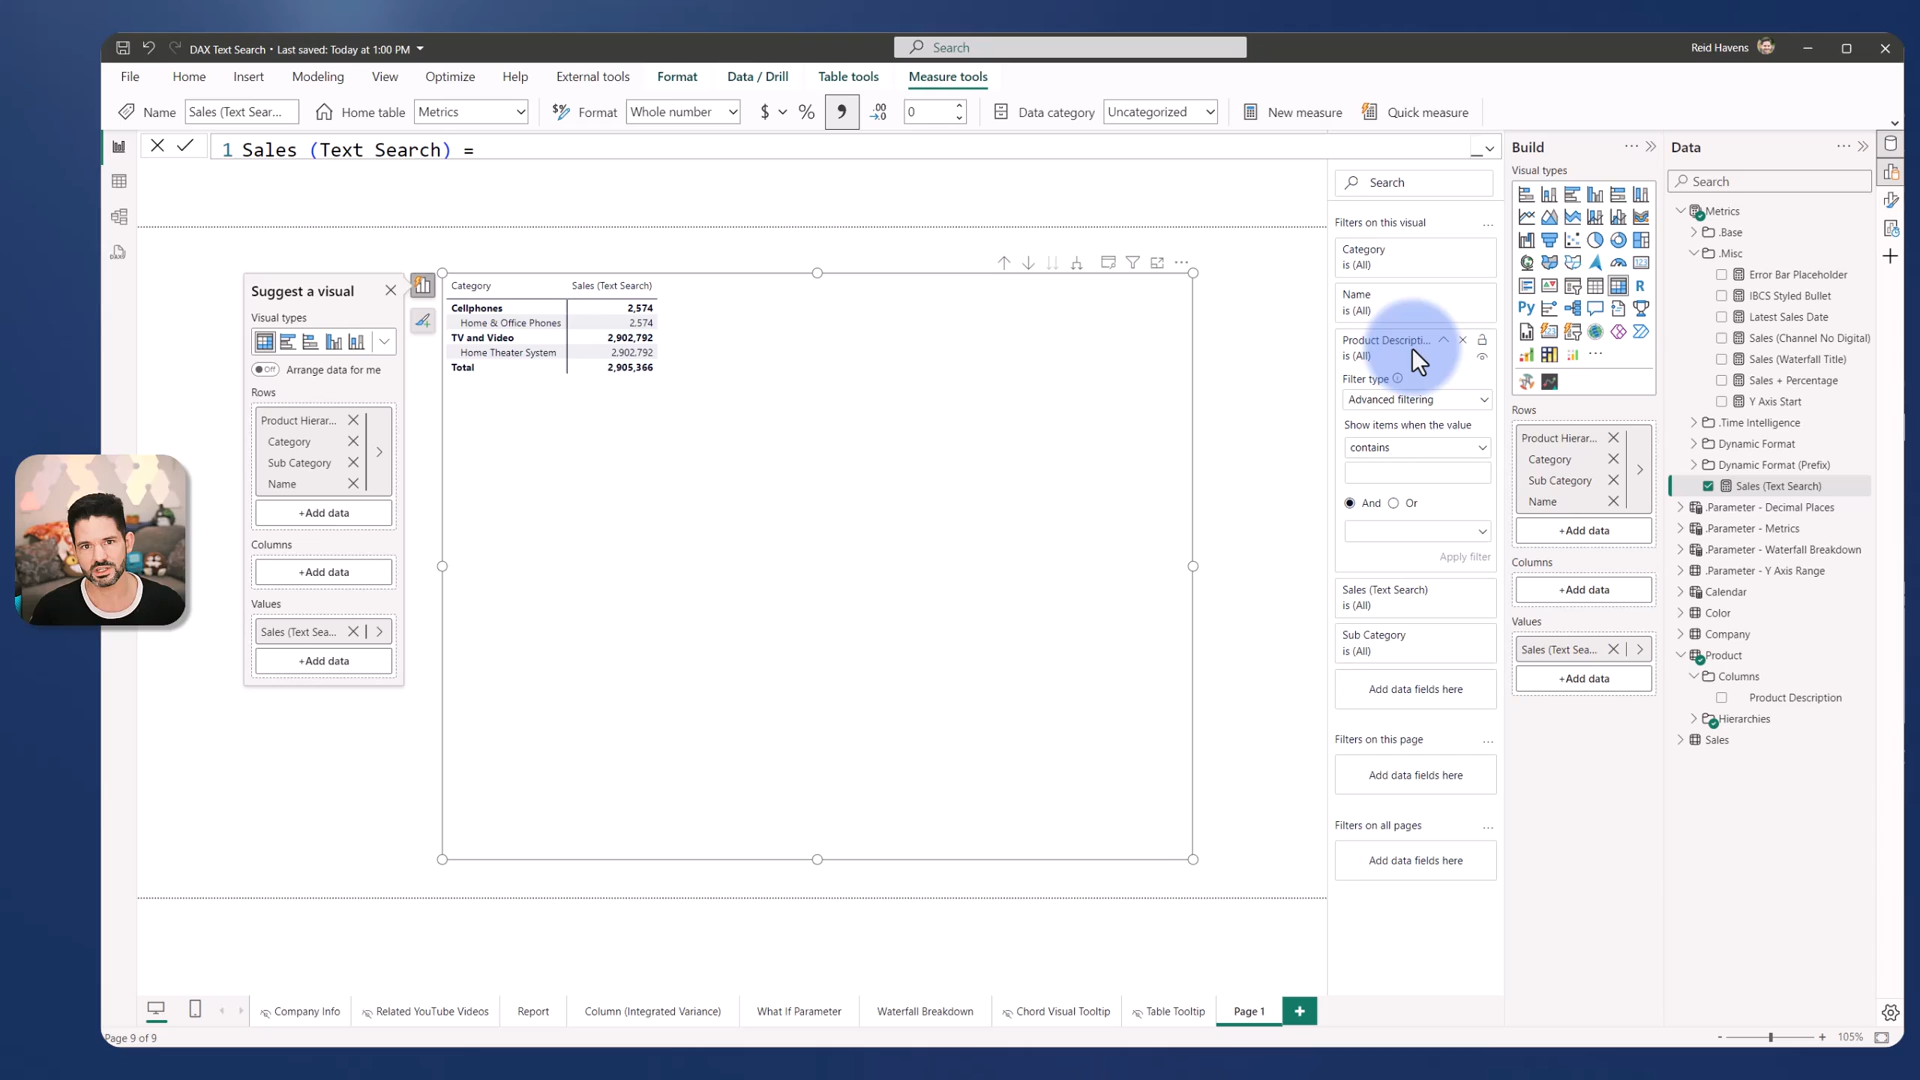 DAX Text Search • Last saved: Today at 1:00 PM
Search
Reid Havens
File Home Insert Modeling View Optimize Help External tools Format Data / Drill Table tools Measure tools
Name Sales (Text Sear... Home table Metrics Format Whole number $ % , .00 0 Data category Uncategorized New measure Quick measure
1 Sales (Text Search) =
Suggest a visual
Visual types
Off Arrange data for me
Rows
Product Hierar...
Category
Sub Category
Name
+Add data
Columns
+Add data
Values
Sales (Text Sea...
+Add data
Category Sales (Text Search)
Cellphones 2,574
Home & Office Phones 2,574
TV and Video 2,902,792
Home Theater System 2,902,792
Total 2,905,366
Search
Filters on this visual ...
Category
is (All)
Name
is (All)
Product Descripti...
is (All)
Filter type
Advanced filtering
Show items when the value
contains
And Or
Apply filter
Sales (Text Search)
is (All)
Sub Category
is (All)
Add data fields here
Filters on this page ...
Add data fields here
Filters on all pages ...
Add data fields here
Build
Visual types
123
R
Py
...
Rows
Product Hierar...
Category
Sub Category
Name
+Add data
Columns
+Add data
Values
Sales (Text Sea...
+Add data
Data
Search
Metrics
.Base
.Misc
Error Bar Placeholder
IBCS Styled Bullet
Latest Sales Date
Sales (Channel No Digital)
Sales (Waterfall Title)
Sales + Percentage
Y Axis Start
.Time Intelligence
Dynamic Format
Dynamic Format (Prefix)
Sales (Text Search)
.Parameter - Decimal Places
.Parameter - Metrics
.Parameter - Waterfall Breakdown
.Parameter - Y Axis Range
Calendar
Color
Company
Product
Columns
Product Description
Hierarchies
Sales
Company Info Related YouTube Videos Report Column (Integrated Variance) What If Parameter Waterfall Breakdown Chord Visual Tooltip Table Tooltip Page 1
Page 9 of 9
- + 105%